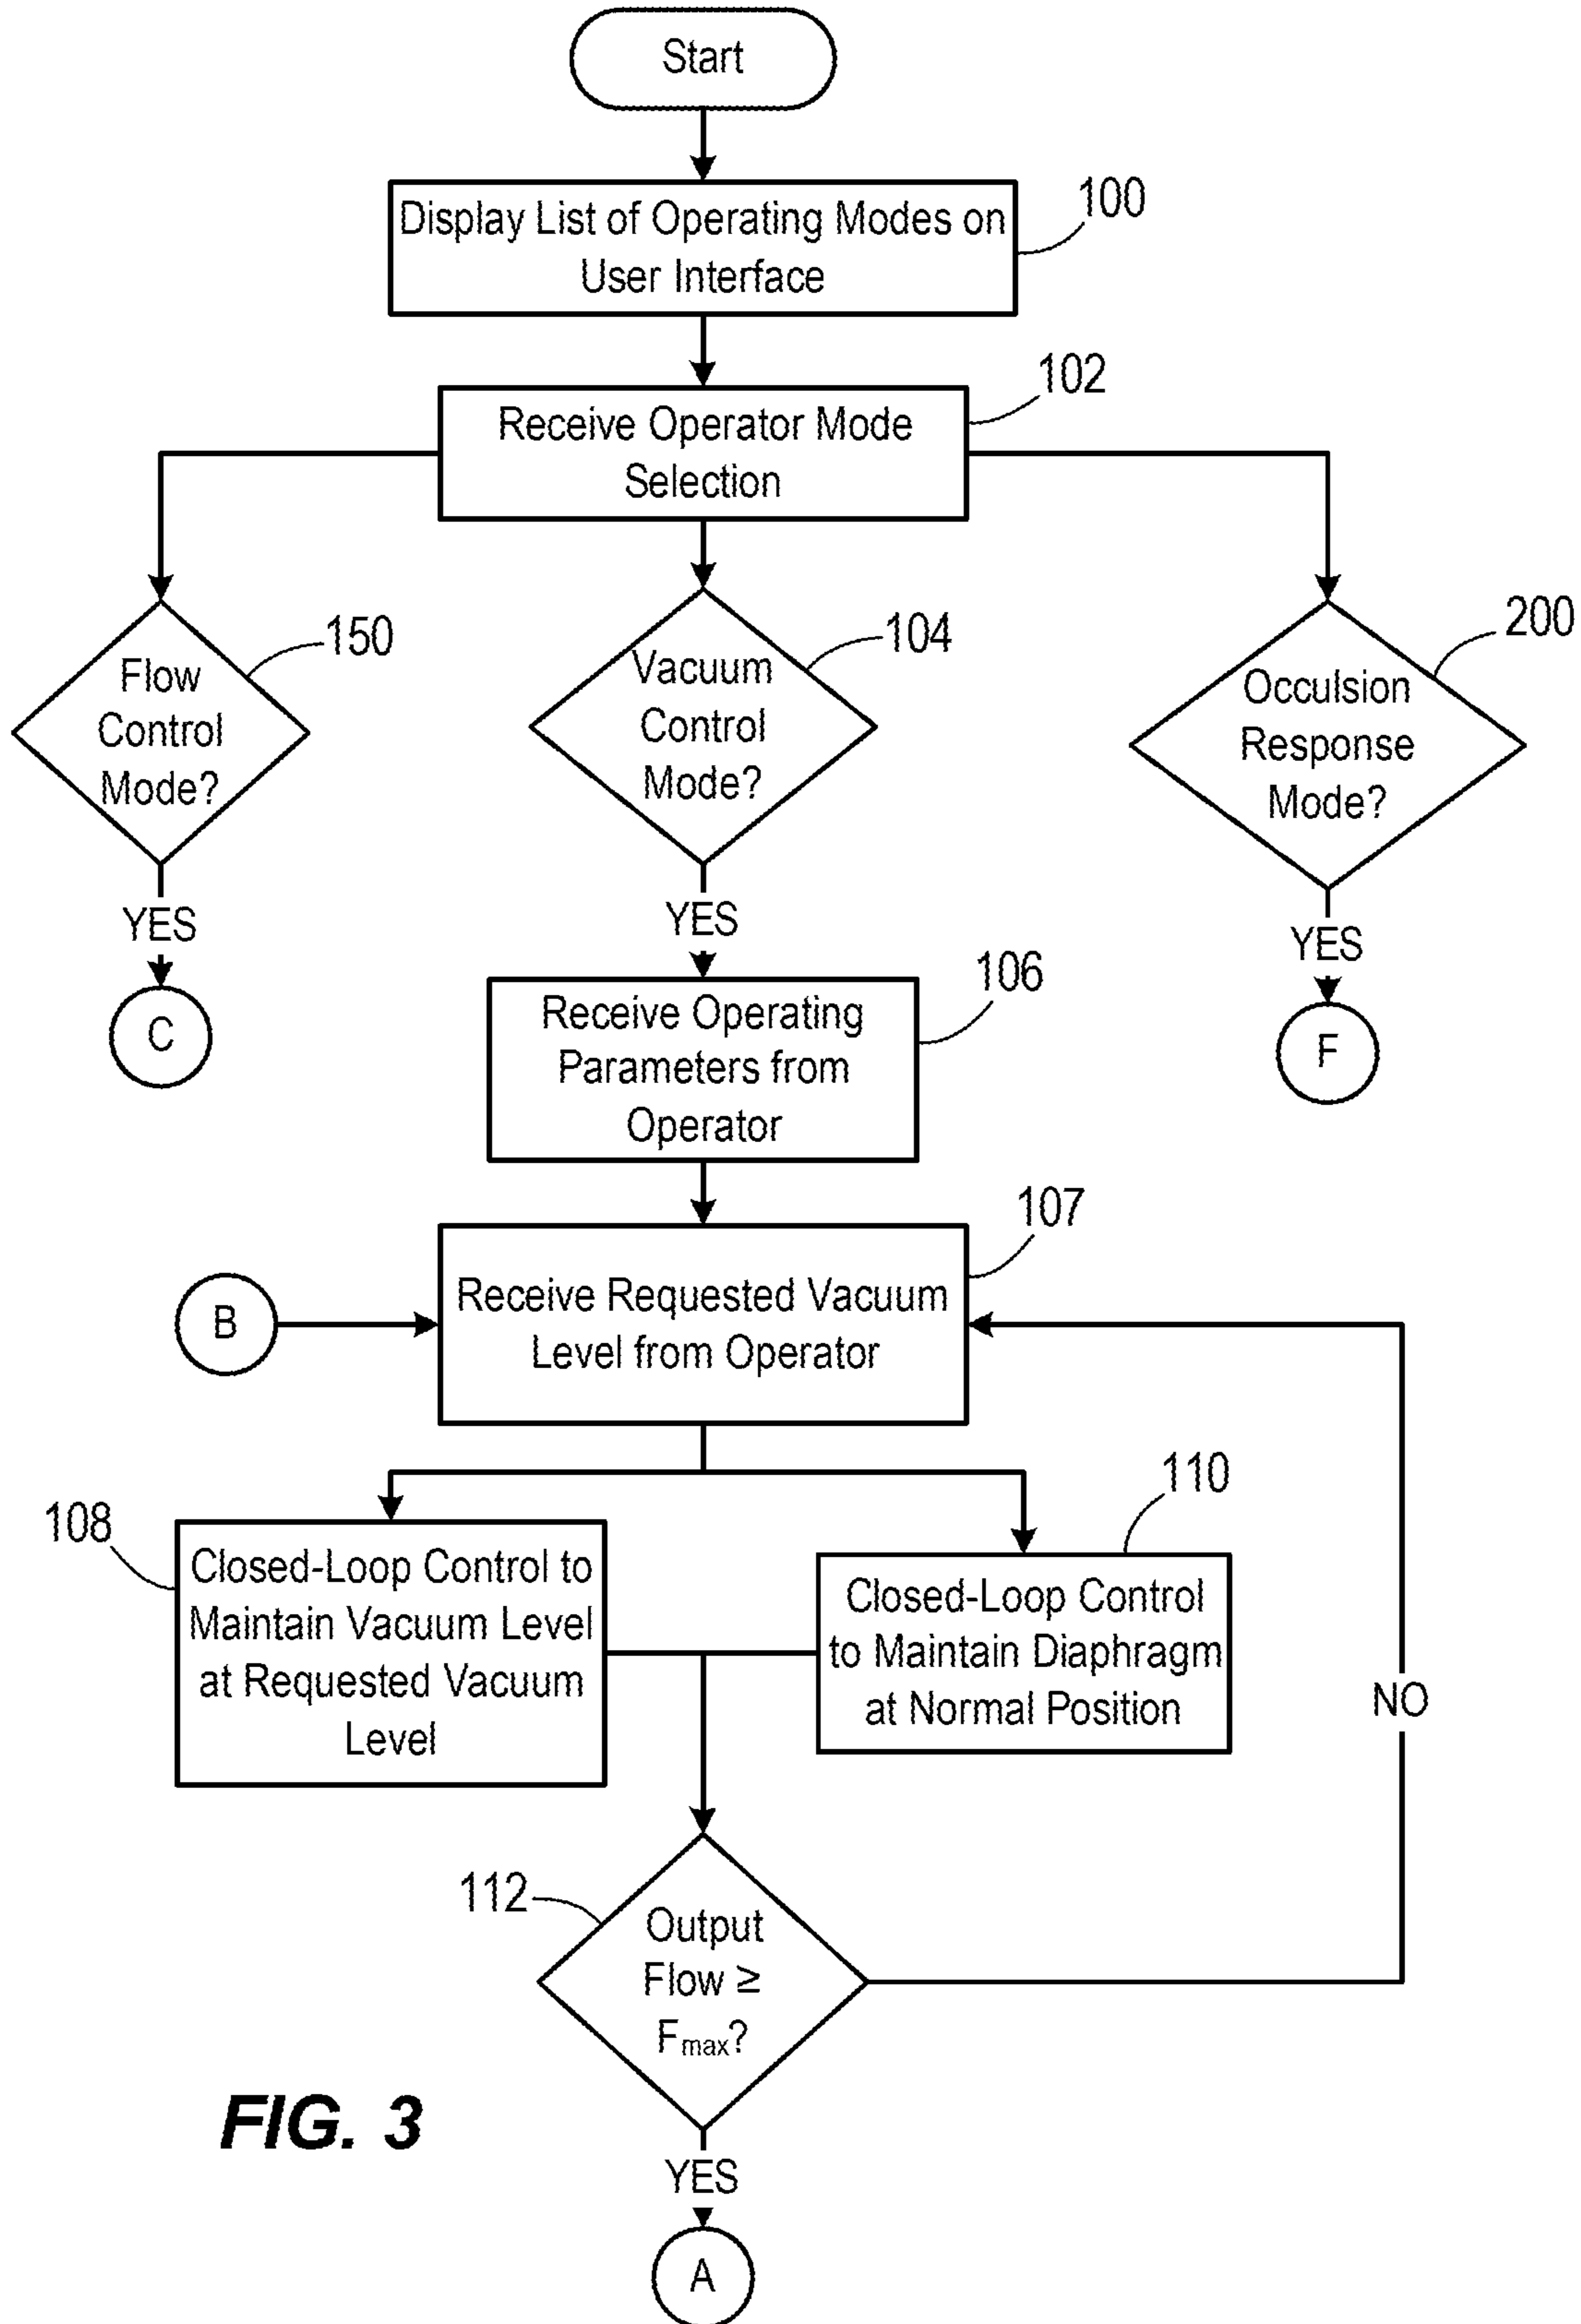 Start
Display List of Operating Modes on
User Interface
100
Receive Operator Mode
Selection
102
Flow
Control
Mode?
150
Vacuum
Control
Mode?
104
Occulsion
Response
Mode?
200
YES
YES
YES
C
F
Receive Operating
Parameters from
Operator
106
B
Receive Requested Vacuum
Level from Operator
107
108
Closed-Loop Control to
Maintain Vacuum Level
at Requested Vacuum
Level
110
Closed-Loop Control
to Maintain Diaphragm
at Normal Position
NO
112
Output
Flow ≥
Fmax?
FIG. 3
YES
A